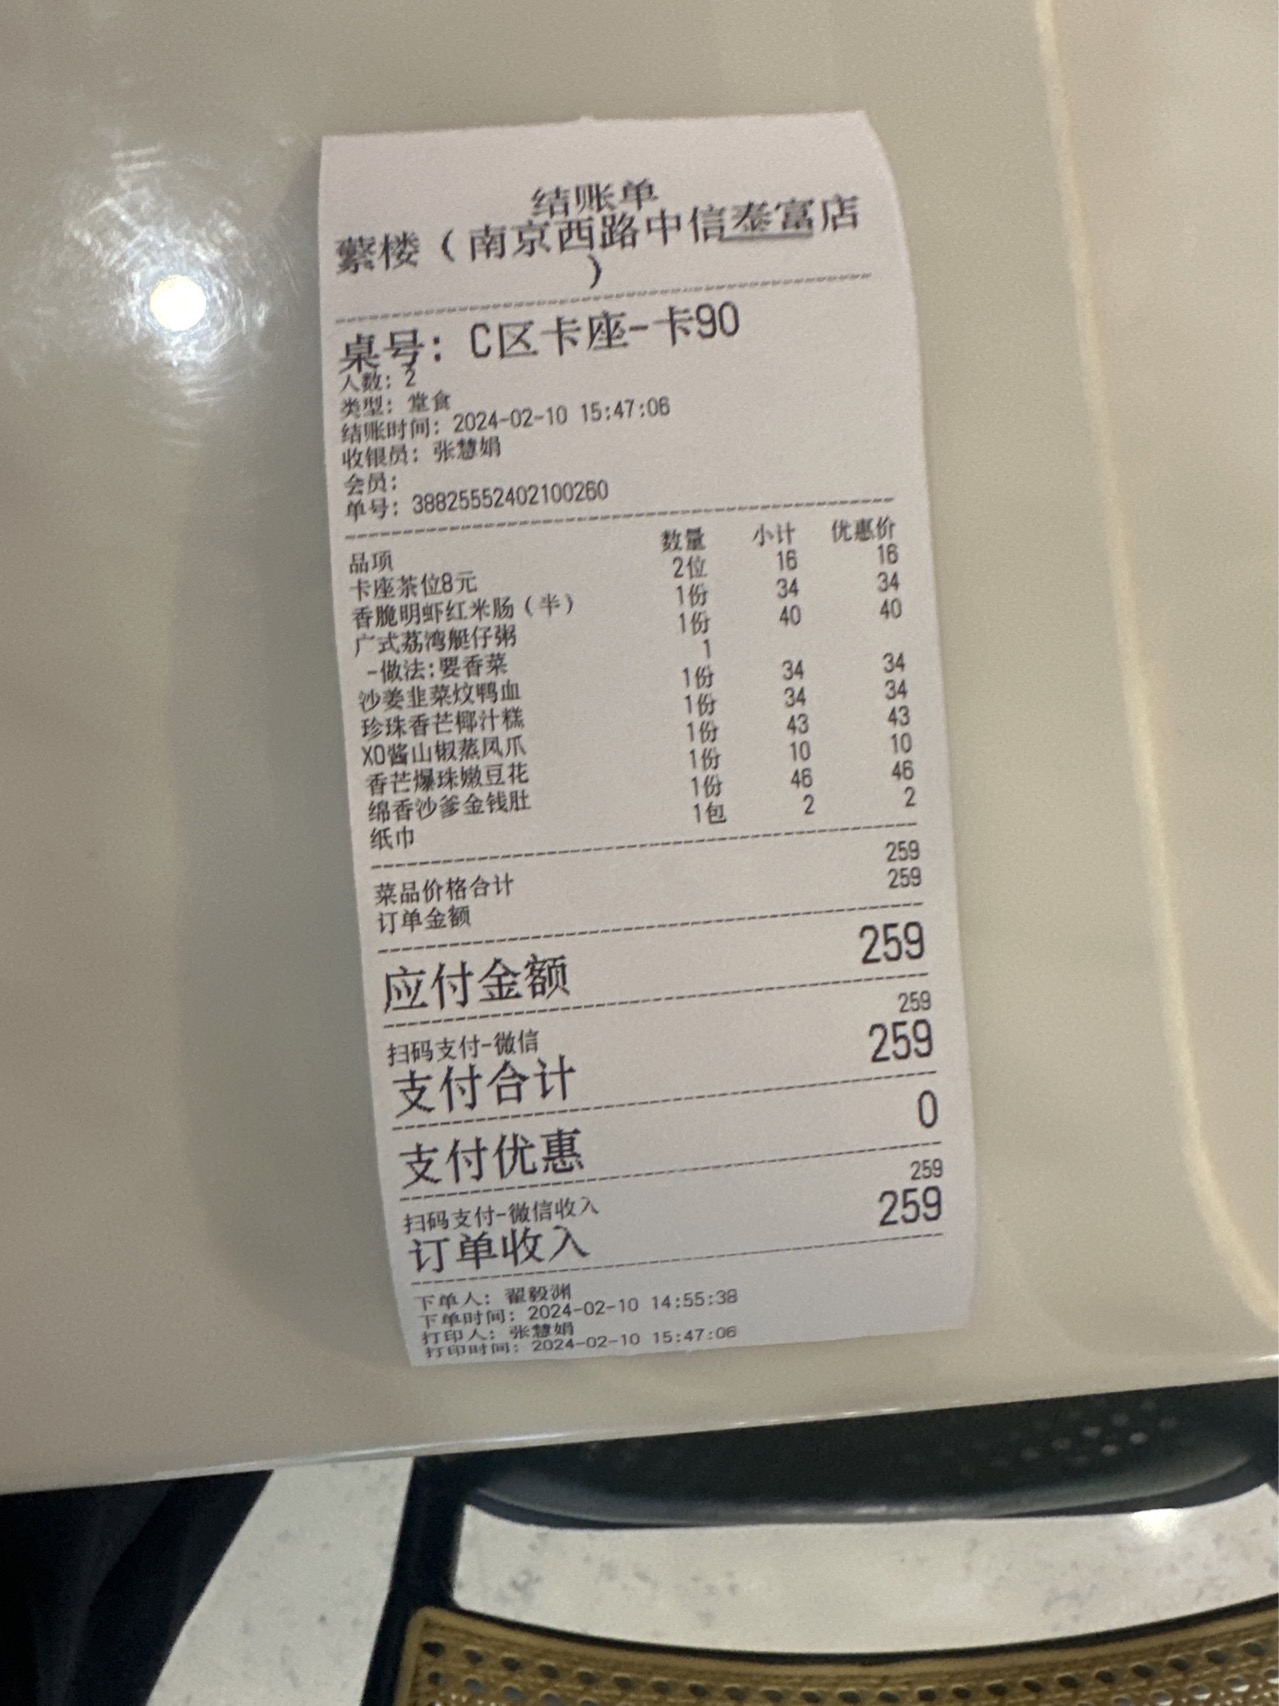 结账单
蘩楼（南京西路中信泰富店
）
桌号：C区卡座-卡90
人数：2
类型：堂食
结账时间：2024-02-10 15:47:06
收银员：张慧娟
会员：
单号：38825552402100260
品项 数量 小计 优惠价
卡座茶位8元 2位 16 16
香脆明虾红米肠（半） 1份 34 34
广式荔湾艇仔粥 1份 40 40
-做法:要香菜 1
沙姜韭菜炆鸭血 1份 34 34
珍珠香芒椰汁糕 1份 34 34
XO酱山椒蒸凤爪 1份 43 43
香芒爆珠嫩豆花 1份 10 10
绵香沙爹金钱肚 1份 46 46
纸巾 1包 2 2
菜品价格合计 259
订单金额 259
应付金额 259
扫码支付-微信 259
支付合计 259
支付优惠 0
扫码支付-微信收入 259
订单收入 259
下单人：翟毅渊
下单时间：2024-02-10 14:55:38
打印人：张慧娟
打印时间：2024-02-10 15:47:06